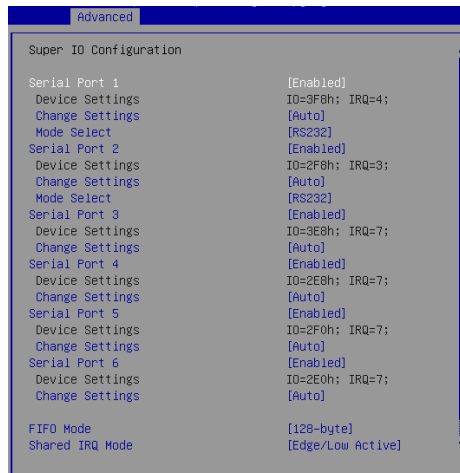 Advanced
Super IO Configuration
Serial Port 1 [Enabled]
Device Settings IO=3F8h; IRQ=4;
Change Settings [Auto]
Mode Select [RS232]
Serial Port 2 [Enabled]
Device Settings IO=2F8h; IRQ=3;
Change Settings [Auto]
Mode Select [RS232]
Serial Port 3 [Enabled]
Device Settings IO=3E8h; IRQ=7;
Change Settings [Auto]
Serial Port 4 [Enabled]
Device Settings IO=2E8h; IRQ=7;
Change Settings [Auto]
Serial Port 5 [Enabled]
Device Settings IO=2F0h; IRQ=7;
Change Settings [Auto]
Serial Port 6 [Enabled]
Device Settings IO=2E0h; IRQ=7;
Change Settings [Auto]
FIFO Mode [128-byte]
Shared IRQ Mode [Edge/Low Active]